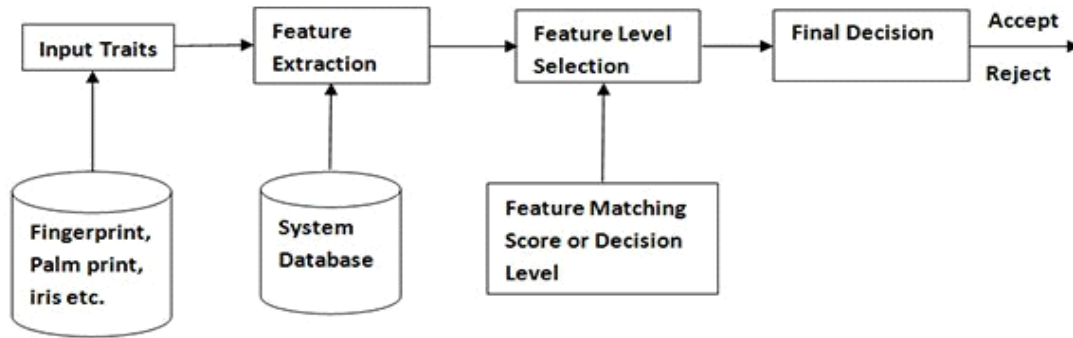 Input Traits
Feature
Extraction
Feature Level
Selection
Final Decision
Accept
Reject
Fingerprint,
Palm print,
iris etc.
System
Database
Feature Matching
Score or Decision
Level